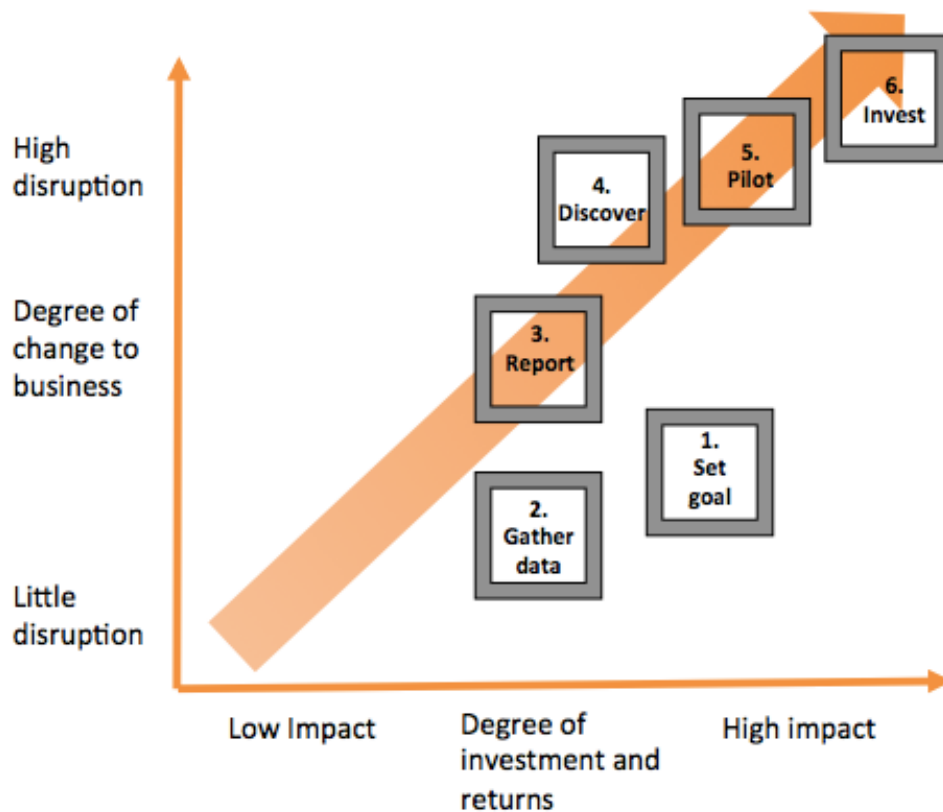 High
disruption
Degree of
change to
business
Little
disruption
6.
Invest
5.
Pilot
4.
Discover
3.
Report
1.
Set
goal
2.
Gather
data
Low Impact
Degree of
investment and
returns
High impact